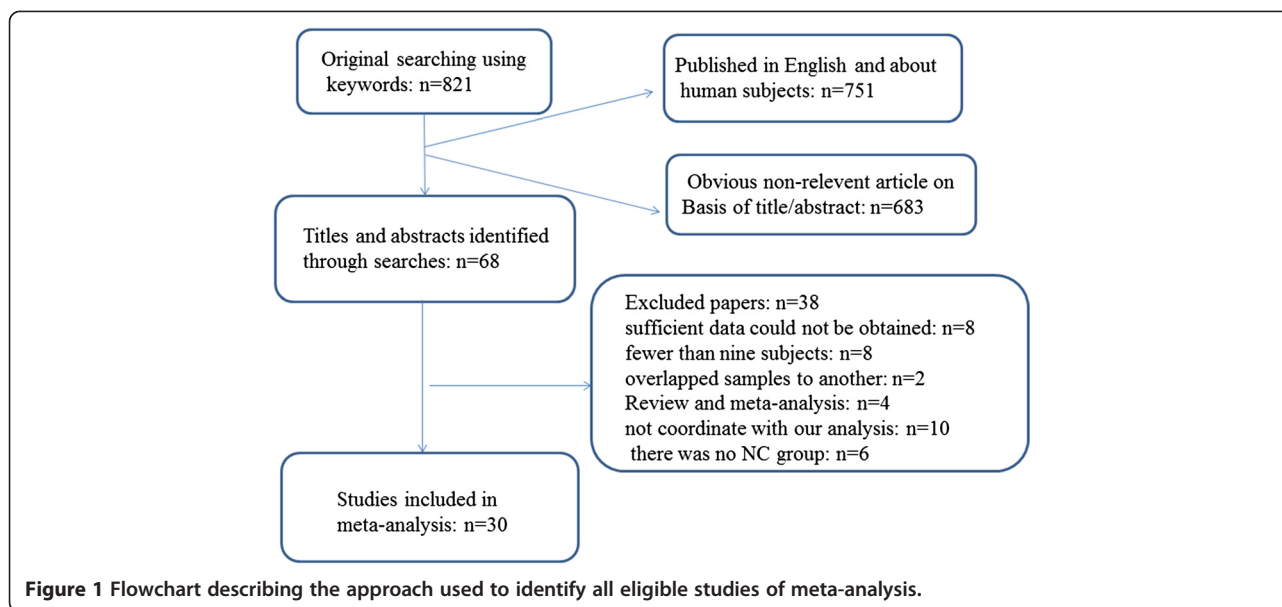 Original searching using
keywords: n=821
Published in English and about
human subjects: n=751
Obvious non-relevent article on
Basis of title/abstract: n=683
Titles and abstracts identified
through searches: n=68
Excluded papers: n=38
sufficient data could not be obtained: n=8
fewer than nine subjects: n=8
overlapped samples to another: n=2
Review and meta-analysis: n=4
not coordinate with our analysis: n=10
there was no NC group: n=6
Studies included in
meta-analysis: n=30
Figure 1 Flowchart describing the approach used to identify all eligible studies of meta-analysis.